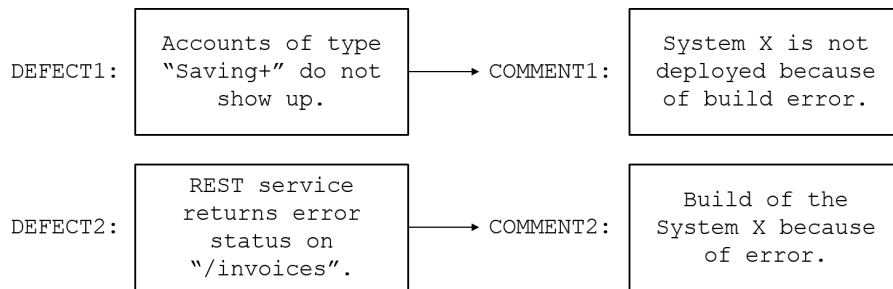 DEFECT1:
Accounts of type
“Saving+” do not
show up.
COMMENT1:
System X is not
deployed because
of build error.
DEFECT2:
REST service
returns error
status on
“/invoices”.
COMMENT2:
Build of the
System X because
of error.